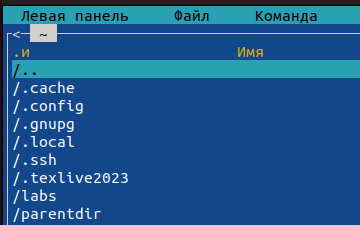 Левая панель Файл Команда
< ~
.и Имя
/..
/.cache
/.config
/.gnupg
/.local
/.ssh
/.texlive2023
/labs
/parentdir